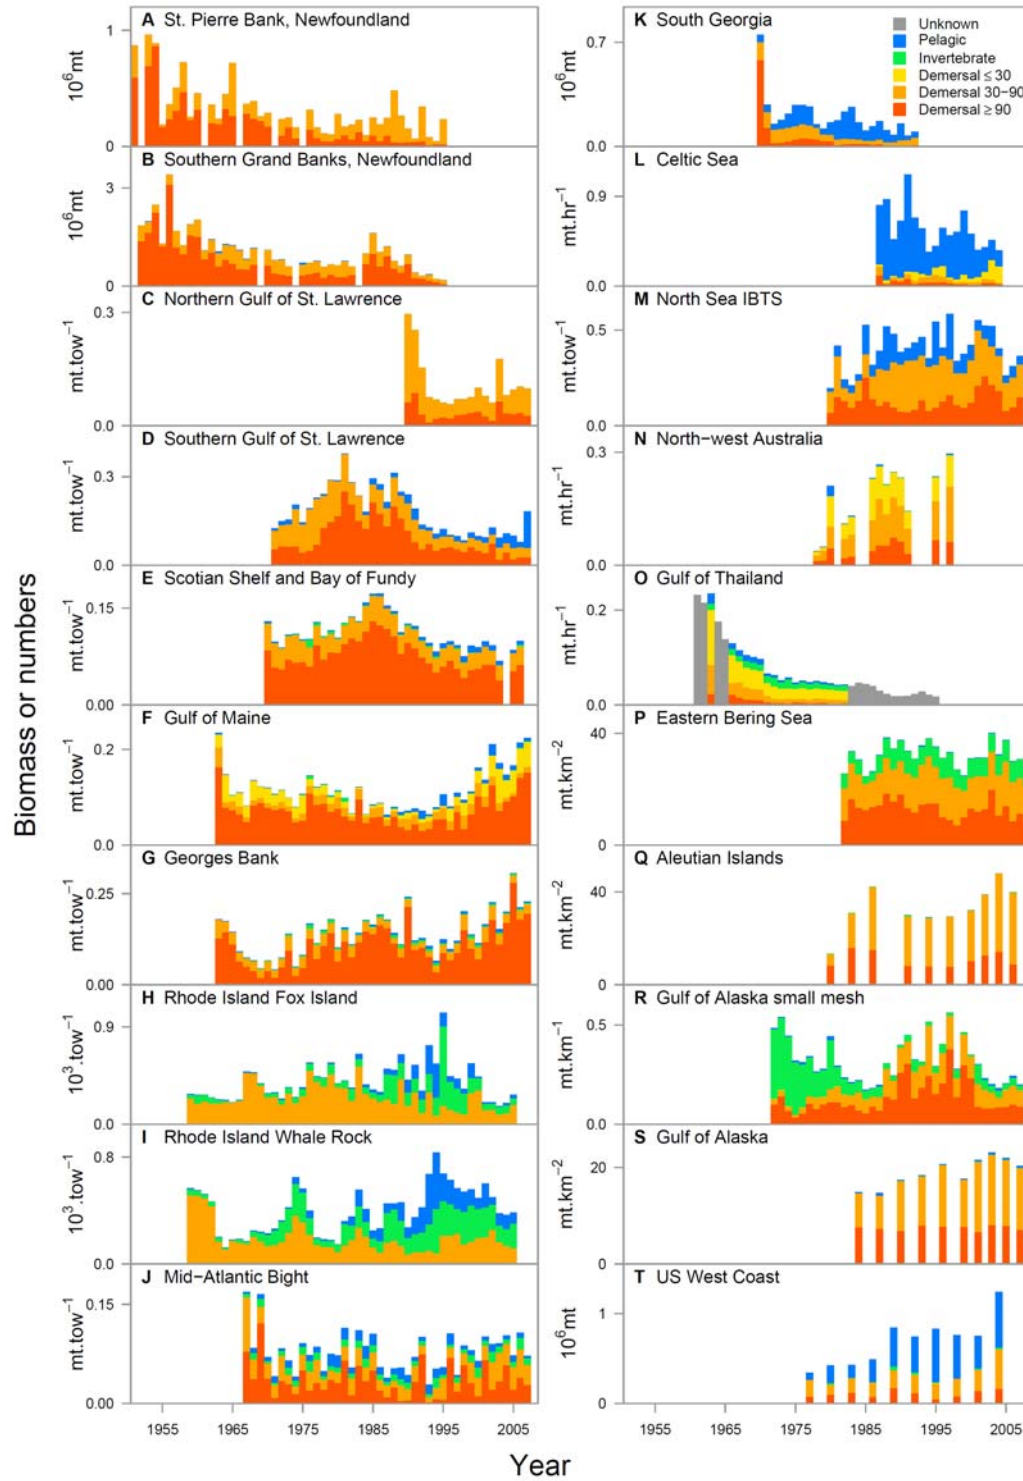 Biomass or numbers
A St. Pierre Bank, Newfoundland
10⁶mt
1
0
B Southern Grand Banks, Newfoundland
10⁶mt
3
0
C Northern Gulf of St. Lawrence
mt.tow⁻¹
0.3
0.0
D Southern Gulf of St. Lawrence
mt.tow⁻¹
0.3
0.0
E Scotian Shelf and Bay of Fundy
mt.tow⁻¹
0.15
0.00
F Gulf of Maine
mt.tow⁻¹
0.2
0.0
G Georges Bank
mt.tow⁻¹
0.25
0.00
H Rhode Island Fox Island
10³.tow⁻¹
0.9
0.0
I Rhode Island Whale Rock
10³.tow⁻¹
0.8
0.0
J Mid−Atlantic Bight
mt.tow⁻¹
0.15
0.00
1955 1965 1975 1985 1995 2005
K South Georgia
10⁶mt
0.7
0.0
Unknown
Pelagic
Invertebrate
Demersal ≤ 30
Demersal 30−90
Demersal ≥ 90
L Celtic Sea
mt.hr⁻¹
0.9
0.0
M North Sea IBTS
mt.tow⁻¹
0.5
0.0
N North−west Australia
mt.hr⁻¹
0.3
0.0
O Gulf of Thailand
mt.hr⁻¹
0.2
0.0
P Eastern Bering Sea
mt.km⁻²
40
0
Q Aleutian Islands
mt.km⁻²
40
0
R Gulf of Alaska small mesh
mt.km⁻¹
0.5
0.0
S Gulf of Alaska
mt.km⁻²
20
0
T US West Coast
10⁶mt
1
0
1955 1965 1975 1985 1995 2005
Year